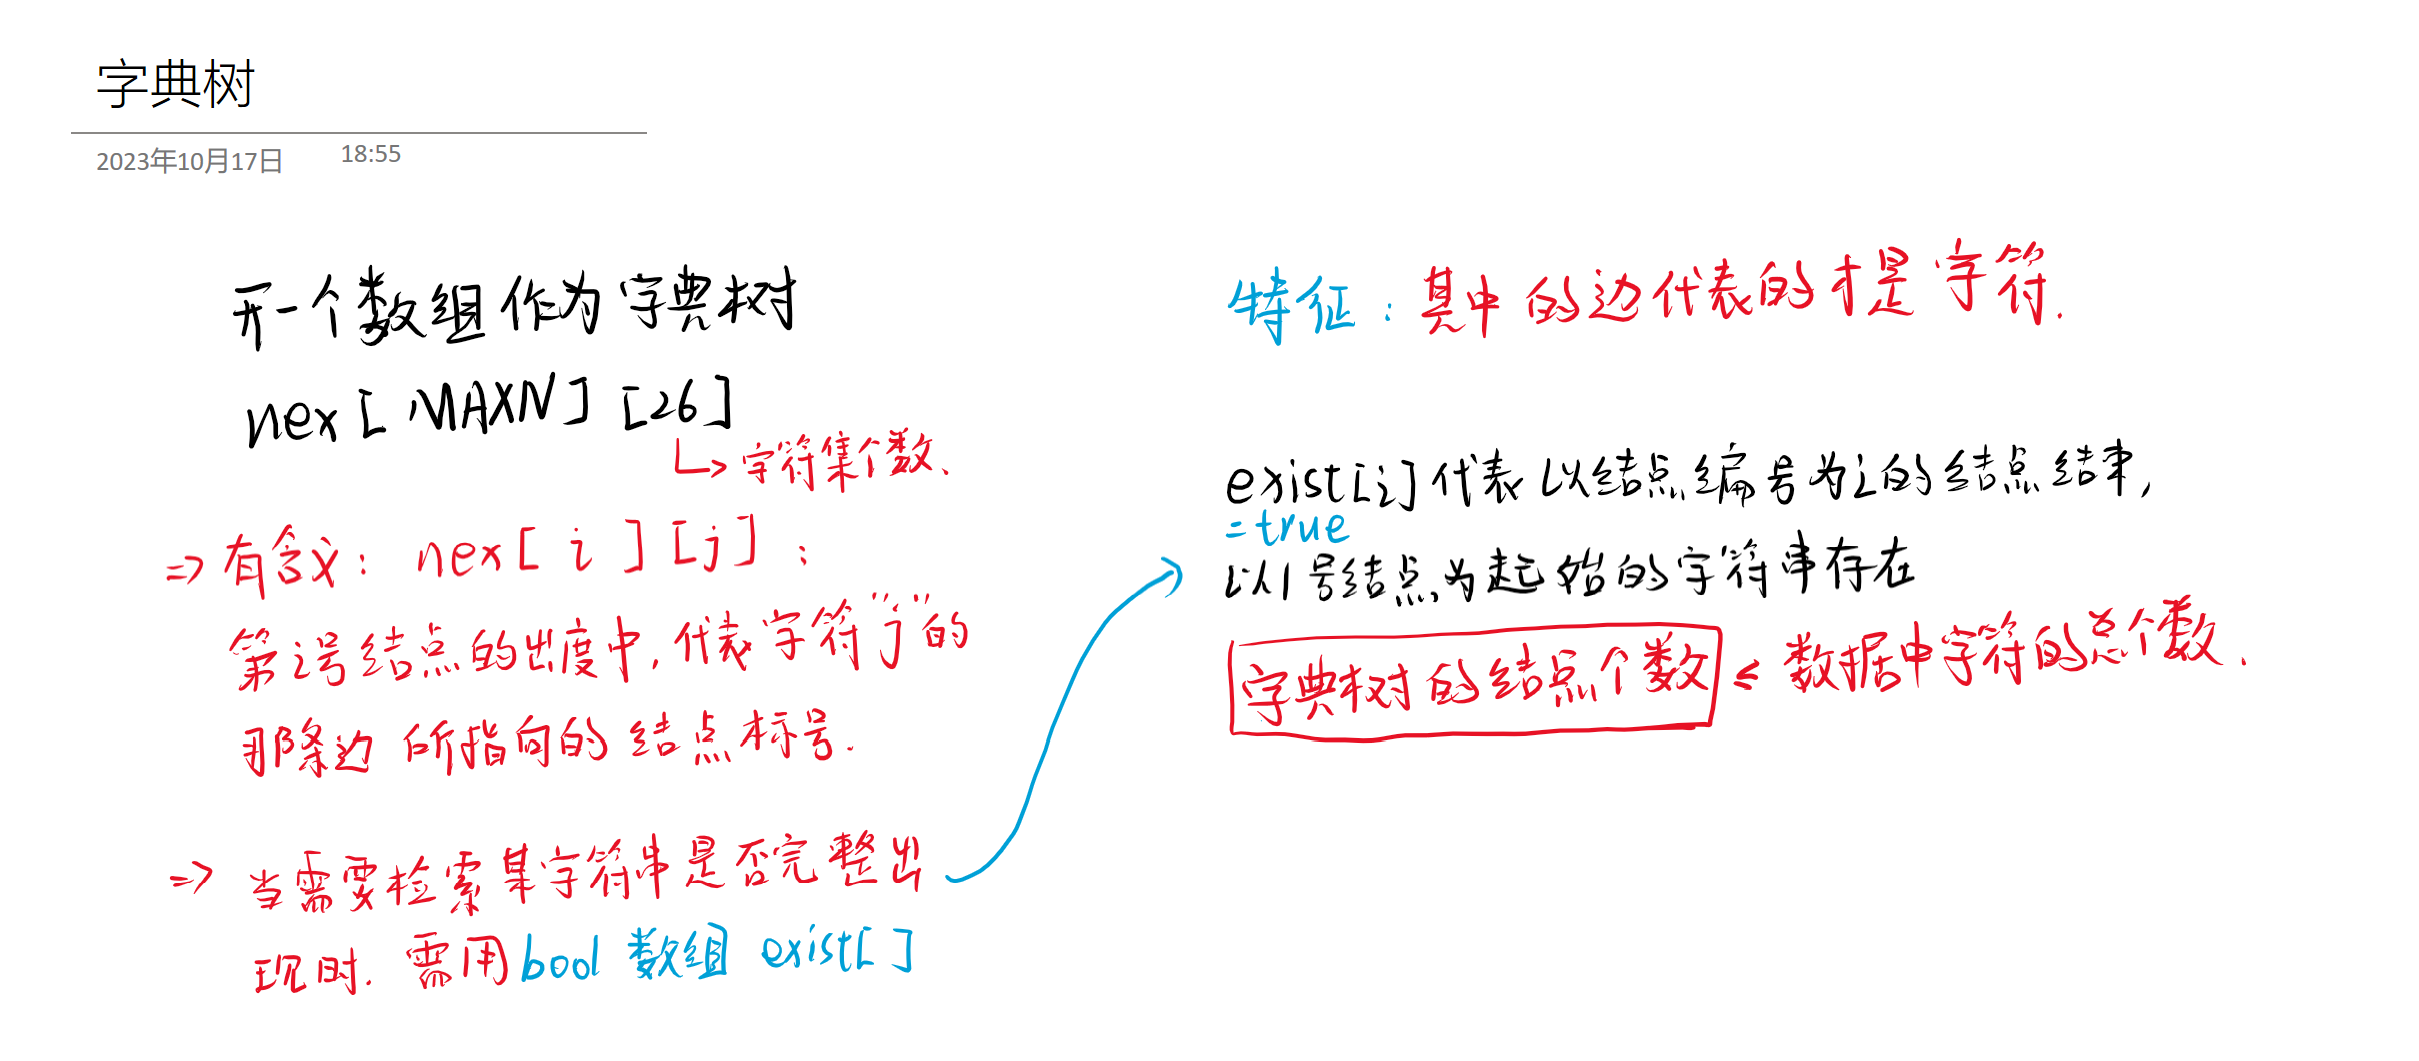 字典树
2023年10月17日 18:55
开一个数组作为字典树
nex[MAXN][26]
字符集个数.
=> 有含义: nex[i][j]:
第i号结点的出度中,代表字符"j"的
那条边所指向的结点标号.
=> 当需要检索某字符串是否完整出
现时.需用bool数组 exist[]
特征:其中的边代表的才是字符.
exist[i]代表以结点编号为i的结点结束,
=true
以1号结点为起始的字符串存在
字典树的结点个数 ≤ 数据中字符的总个数.